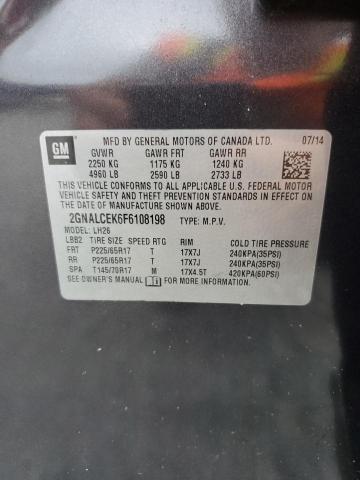 GM
MFD BY GENERAL MOTORS OF CANADA LTD. 07/14
GVWR GAWR FRT GAWR RR
2250 KG 1175 KG 1240 KG
4960 LB 2590 LB 2733 LB
THIS VEHICLE CONFORMS TO ALL APPLICABLE U.S. FEDERAL MOTOR
VEHICLE SAFETY AND THEFT PREVENTION STANDARDS IN EFFECT ON
THE DATE OF MANUFACTURE SHOWN ABOVE.
2GNALCEK6F6108198 TYPE: M.P.V.
MODEL: LH26
LBB2 TIRE SIZE SPEED RTG RIM COLD TIRE PRESSURE
FRT P225/65R17 T 17X7J 240KPA(35PSI)
RR P225/65R17 T 17X7J 240KPA(35PSI)
SPA T145/70R17 M 17X4.5T 420KPA(60PSI)
SEE OWNER'S MANUAL FOR MORE INFORMATION.